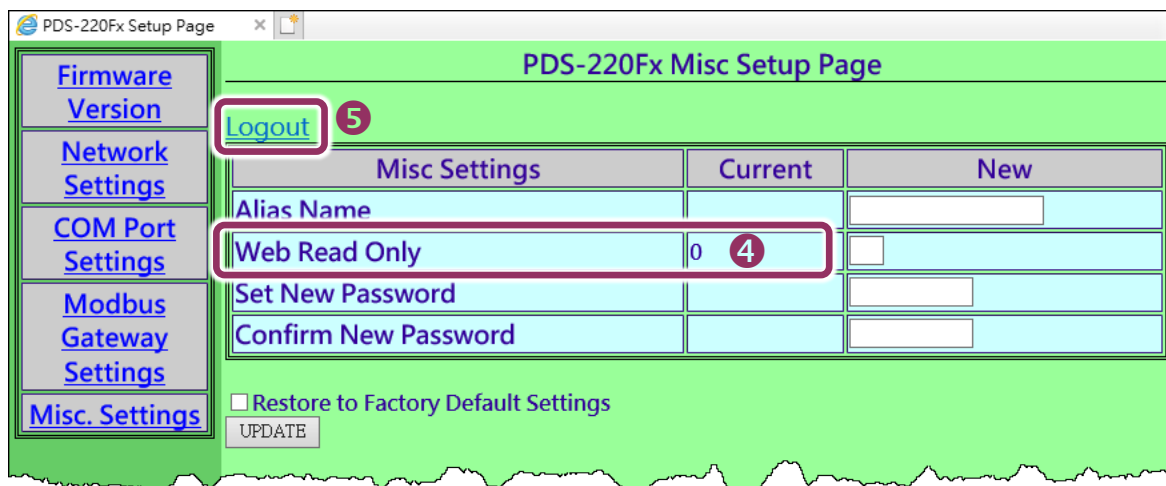 PDS-220Fx Setup Page
Firmware
Version
Network
Settings
COM Port
Settings
Modbus
Gateway
Settings
Misc. Settings
PDS-220Fx Misc Setup Page
Logout ❺
Misc Settings Current New
Alias Name
Web Read Only 0 ❹
Set New Password
Confirm New Password
Restore to Factory Default Settings
UPDATE